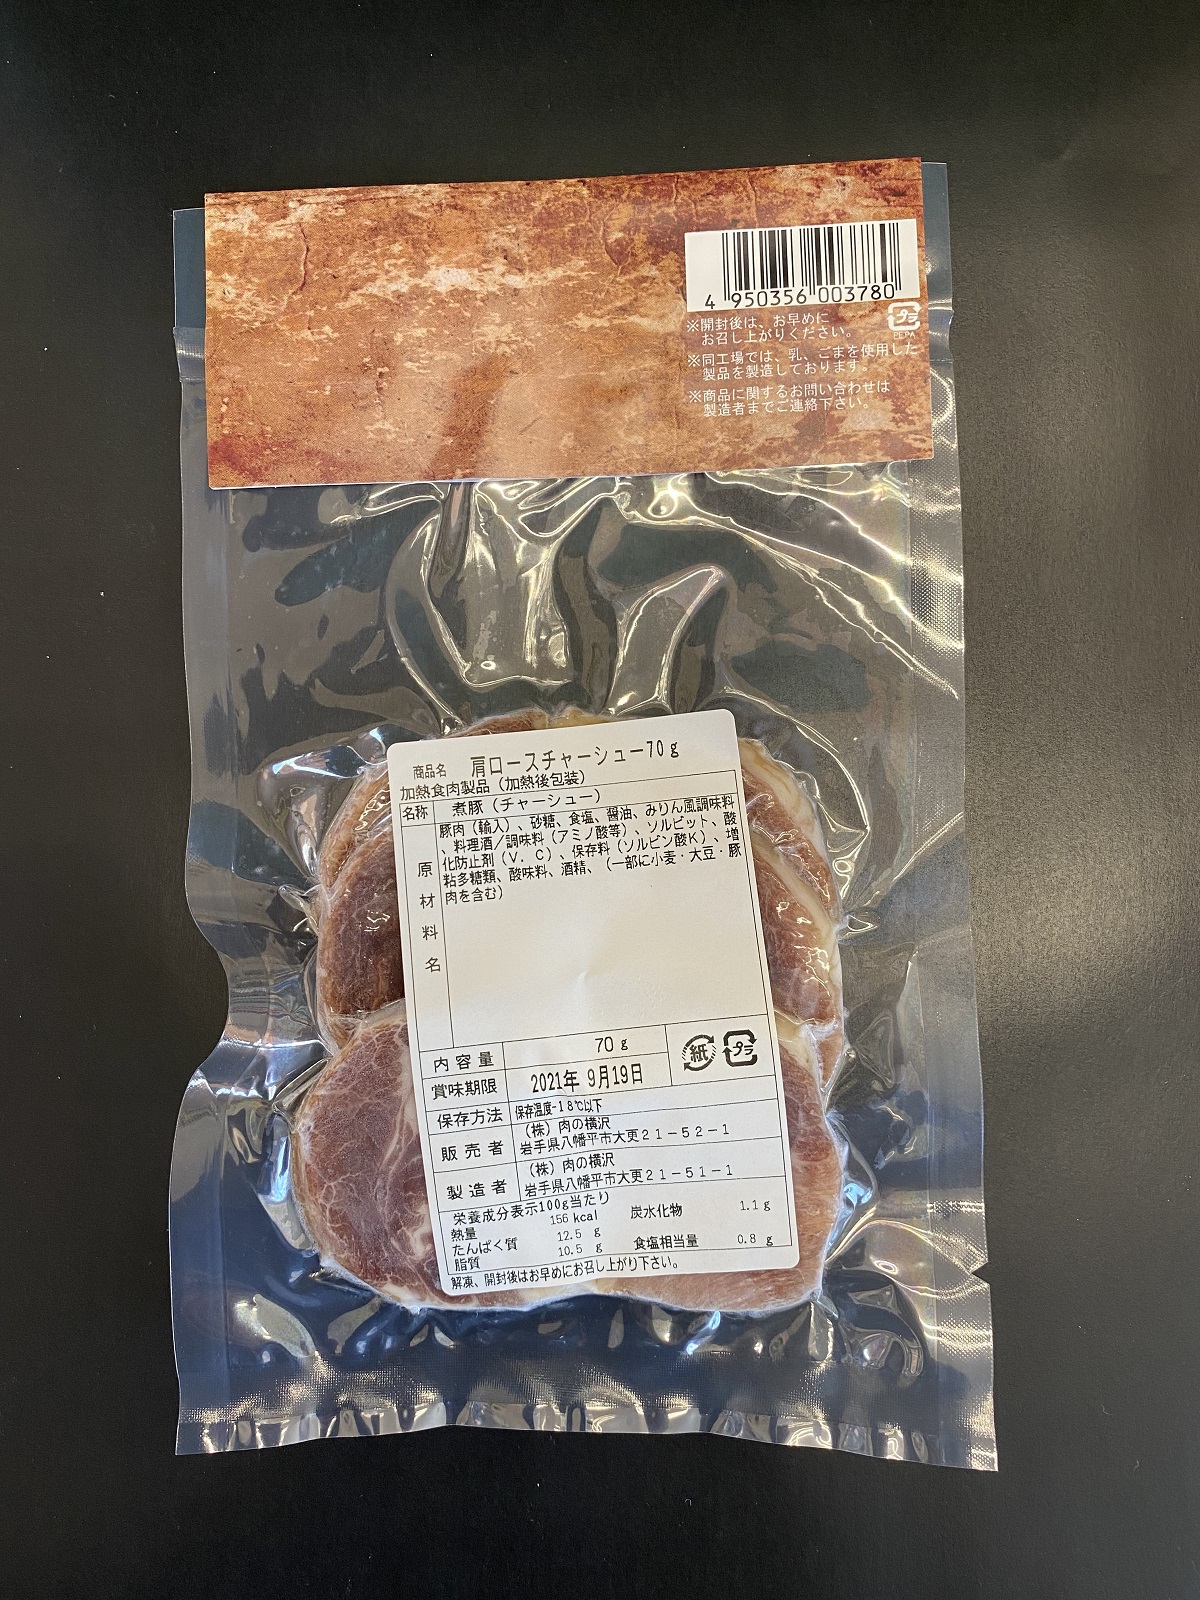 4 950356 003780
※開封後は、お早めに
お召し上がりください。
プラ
PE,PA
※同工場では、乳、ごまを使用した
製品を製造しております。
※商品に関するお問い合わせは
製造者までご連絡下さい。
商品名 肩ロースチャーシュー70g
加熱食肉製品（加熱後包装）
名称 煮豚（チャーシュー）
原材料名
豚肉（輸入）、砂糖、食塩、醤油、みりん風調味料
、料理酒／調味料（アミノ酸等）、ソルビット、酸
化防止剤（V．C）、保存料（ソルビン酸K）、増
粘多糖類、酸味料、酒精、（一部に小麦・大豆・豚
肉を含む）
内容量 70g
紙 プラ
賞味期限 2021年 9月19日
保存方法 保存温度-18℃以下
販売者 （株）肉の横沢
岩手県八幡平市大更21－52－1
製造者 （株）肉の横沢
岩手県八幡平市大更21－51－1
栄養成分表示100g当たり
熱量 156 kcal 炭水化物 1.1g
たんぱく質 12.5 g
脂質 10.5 g 食塩相当量 0.8 g
解凍、開封後はお早めにお召し上がり下さい。